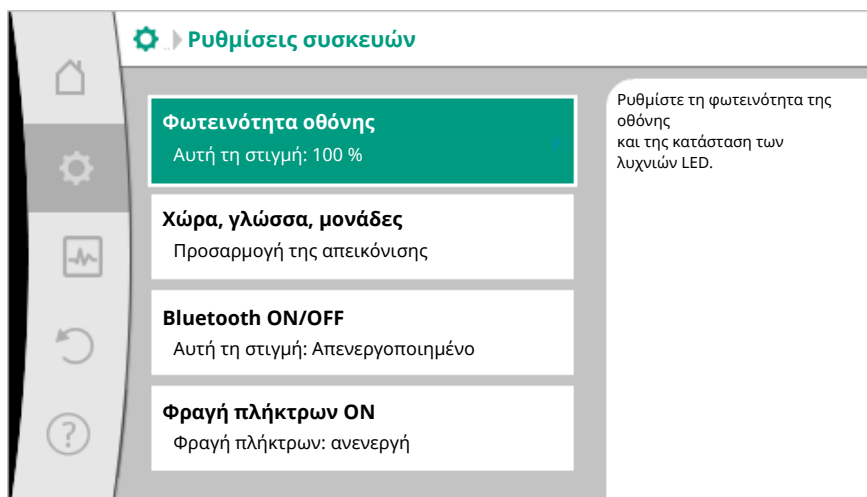 .. Ρυθμίσεις συσκευών
Φωτεινότητα οθόνης
Αυτή τη στιγμή: 100 %
Χώρα, γλώσσα, μονάδες
Προσαρμογή της απεικόνισης
Bluetooth ON/OFF
Αυτή τη στιγμή: Απενεργοποιημένο
Φραγή πλήκτρων ON
Φραγή πλήκτρων: ανενεργή
Ρυθμίστε τη φωτεινότητα της
οθόνης
και της κατάσταση των
λυχνιών LED.